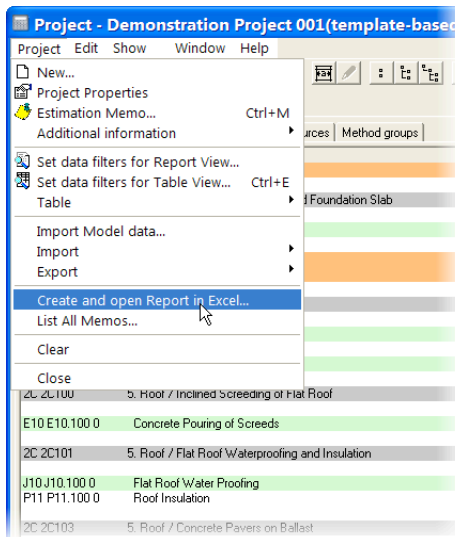 Project - Demonstration Project 001(template-based
Project Edit Show Window Help
New...
Project Properties
Estimation Memo... Ctrl+M
Additional information
Method groups
Set data filters for Report View...
Set data filters for Table View... Ctrl+E
Table
Foundation Slab
Import Model data...
Import
Export
Create and open Report in Excel...
List All Memos...
Clear
Close
2C 2C100 5. Roof / Inclined Screeding of Flat Roof
E10 E10.100 0 Concrete Pouring of Screeds
2C 2C101 5. Roof / Flat Roof Waterproofing and Insulation
J10 J10.100 0 Flat Roof Water Proofing
P11 P11.100 0 Roof Insulation
2C 2C103 5. Roof / Concrete Pavers on Ballast